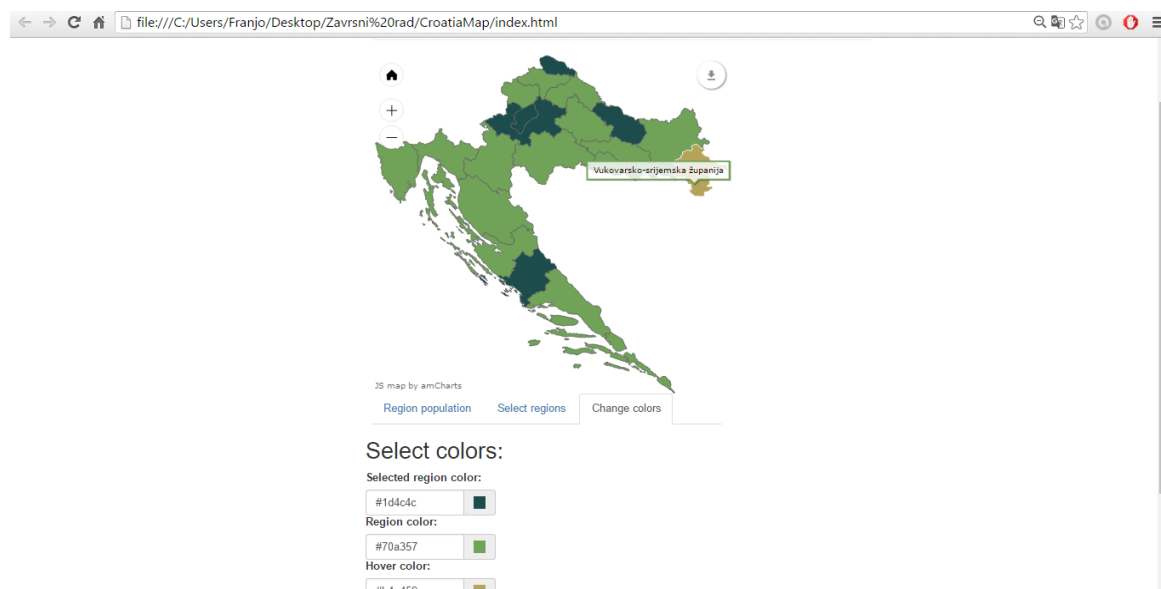 file:///C:/Users/Franjo/Desktop/Zavrsni%20rad/CroatiaMap/index.html
Vukovarsko-srijemska županija
JS map by amCharts
Region population Select regions Change colors
Select colors:
Selected region color:
#1d4c4c
Region color:
#70a357
Hover color: